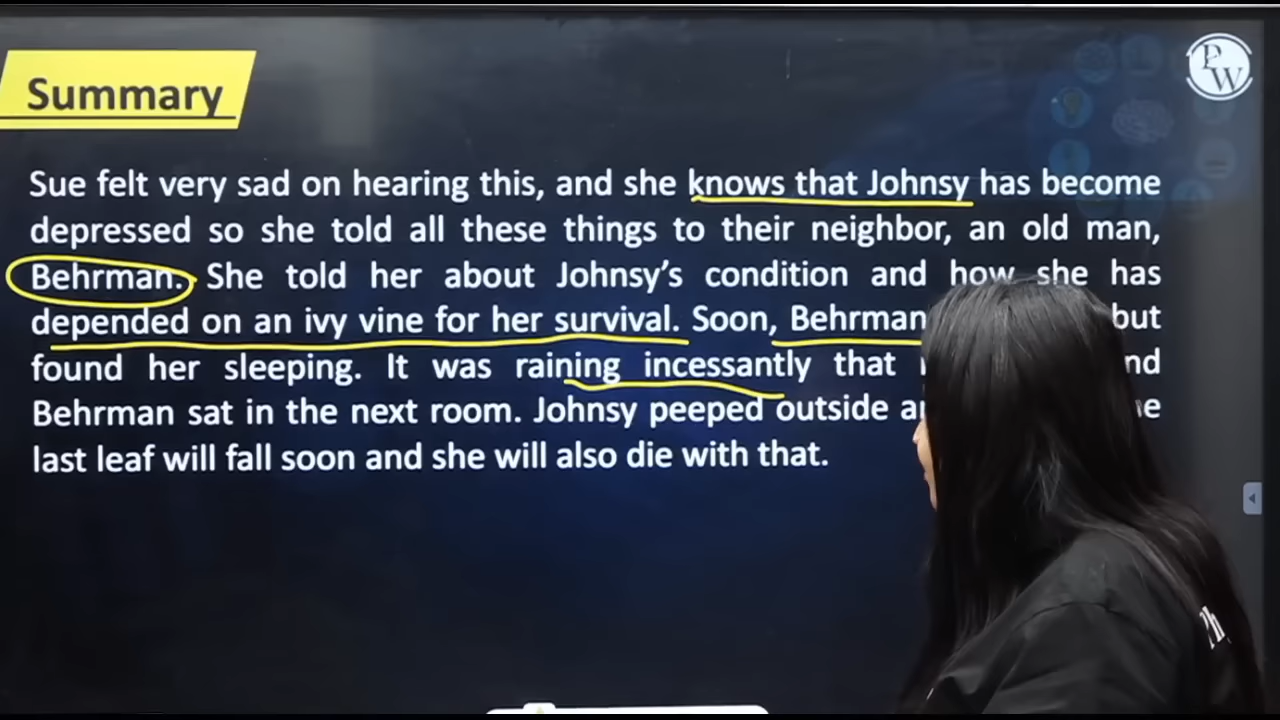 Summary
PW
Sue felt very sad on hearing this, and she knows that Johnsy has become
depressed so she told all these things to their neighbor, an old man,
Behrman. She told her about Johnsy's condition and how she has
depended on an ivy vine for her survival. Soon, Behrman but
found her sleeping. It was raining incessantly that
Behrman sat in the next room. Johnsy peeped outside
last leaf will fall soon and she will also die with that.